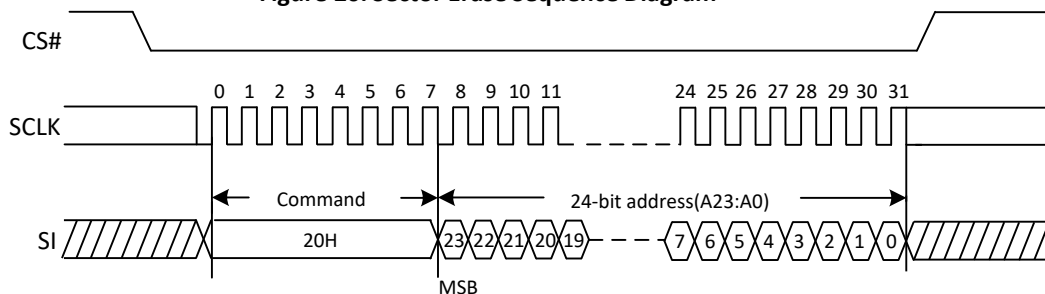 Figure 20. Sector Erase Sequence Diagram
CS#
0 1 2 3 4 5 6 7 8 9 10 11 24 25 26 27 28 29 30 31
SCLK
Command 24-bit address(A23:A0)
SI 20H 23 22 21 20 19 7 6 5 4 3 2 1 0
MSB